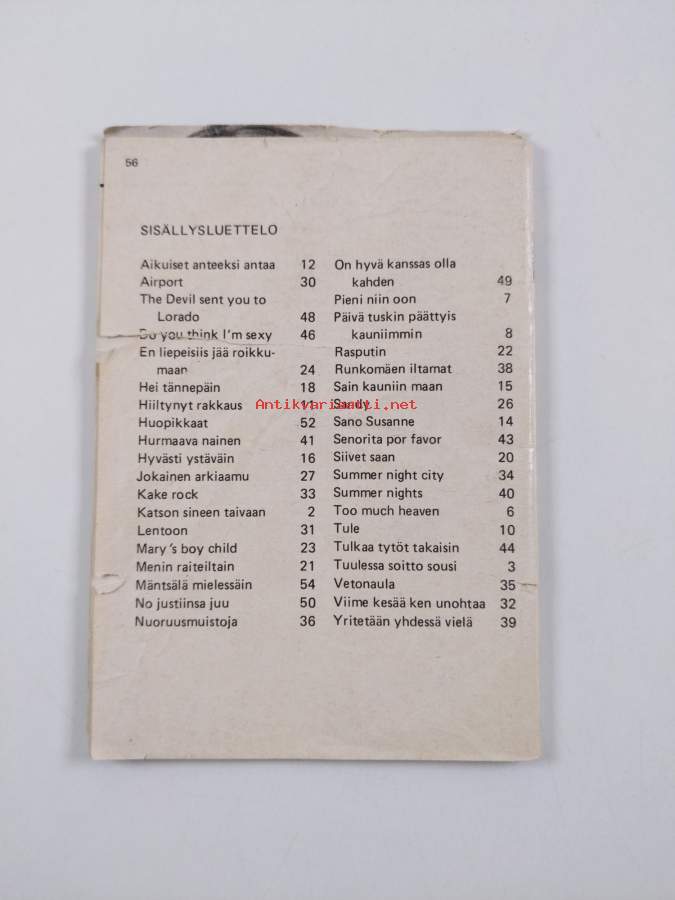 56
SISÄLLYSLUETTELO
Aikuiset anteeksi antaa 12
Airport 30
The Devil sent you to
Lorado 48
Do you think I'm sexy 46
En liepeisiis jää roikku-
maan 24
Hei tännepäin 18
Hiiltynyt rakkaus
Huopikkaat 52
Hurmaava nainen 41
Hyvästi ystäväin 16
Jokainen arkiaamu 27
Kake rock 33
Katson sineen taivaan 2
Lentoon 31
Mary's boy child 23
Menin raiteiltain 21
Mäntsälä mielessäin 54
No justiinsa juu 50
Nuoruusmuistoja 36
On hyvä kanssas olla
kahden 49
Pieni niin oon 7
Päivä tuskin päättyis
kauniimmin 8
Rasputin 22
Runkomäen iltamat 38
Sain kauniin maan 15
Sandy 26
Sano Susanne 14
Senorita por favor 43
Siivet saan 20
Summer night city 34
Summer nights 40
Too much heaven 6
Tule 10
Tulkaa tytöt takaisin 44
Tuulessa soitto sousi 3
Vetonaula 35
Viime kesää ken unohtaa 32
Yritetään yhdessä vielä 39
Antikvariaatti.net